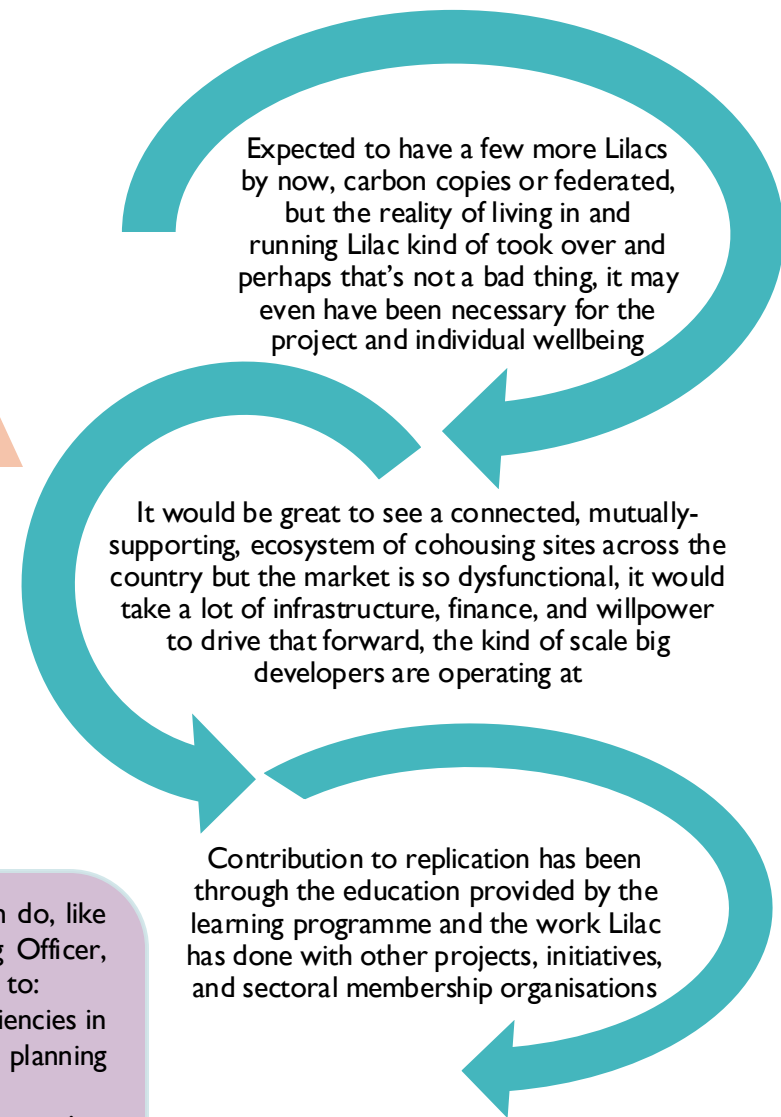 Expected to have a few more Lilacs
by now, carbon copies or federated,
but the reality of living in and
running Lilac kind of took over and
perhaps that's not a bad thing, it may
even have been necessary for the
project and individual wellbeing
It would be great to see a connected, mutually-
supporting, ecosystem of cohousing sites across the
country but the market is so dysfunctional, it would
take a lot of infrastructure, finance, and willpower
to drive that forward, the kind of scale big
developers are operating at
Contribution to replication has been
through the education provided by the
learning programme and the work Lilac
has done with other projects, initiatives,
and sectoral membership organisations
do, like
Officer,
to:
in
planning